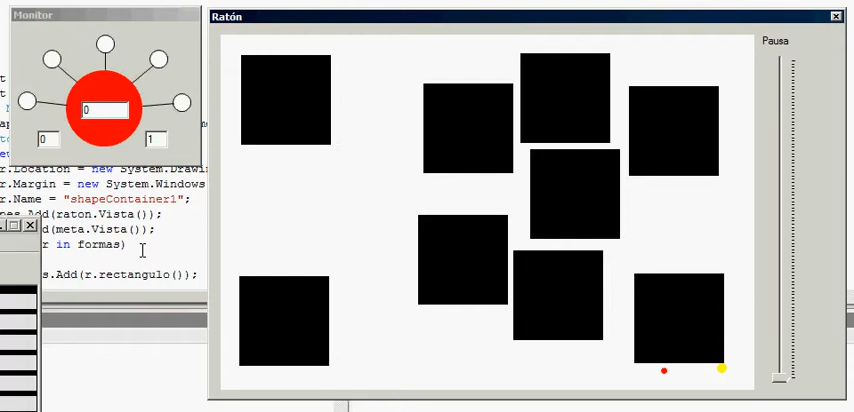 Monitor
0
0
1
r.Location = new System.Drawin
r.Margin = new System.Windows
r.Name = "shapeContainer1";
nes.Add(raton.Vista());
d(meta.Vista());
r in formas)
s.Add(r.rectangulo());
Ratón
Pausa